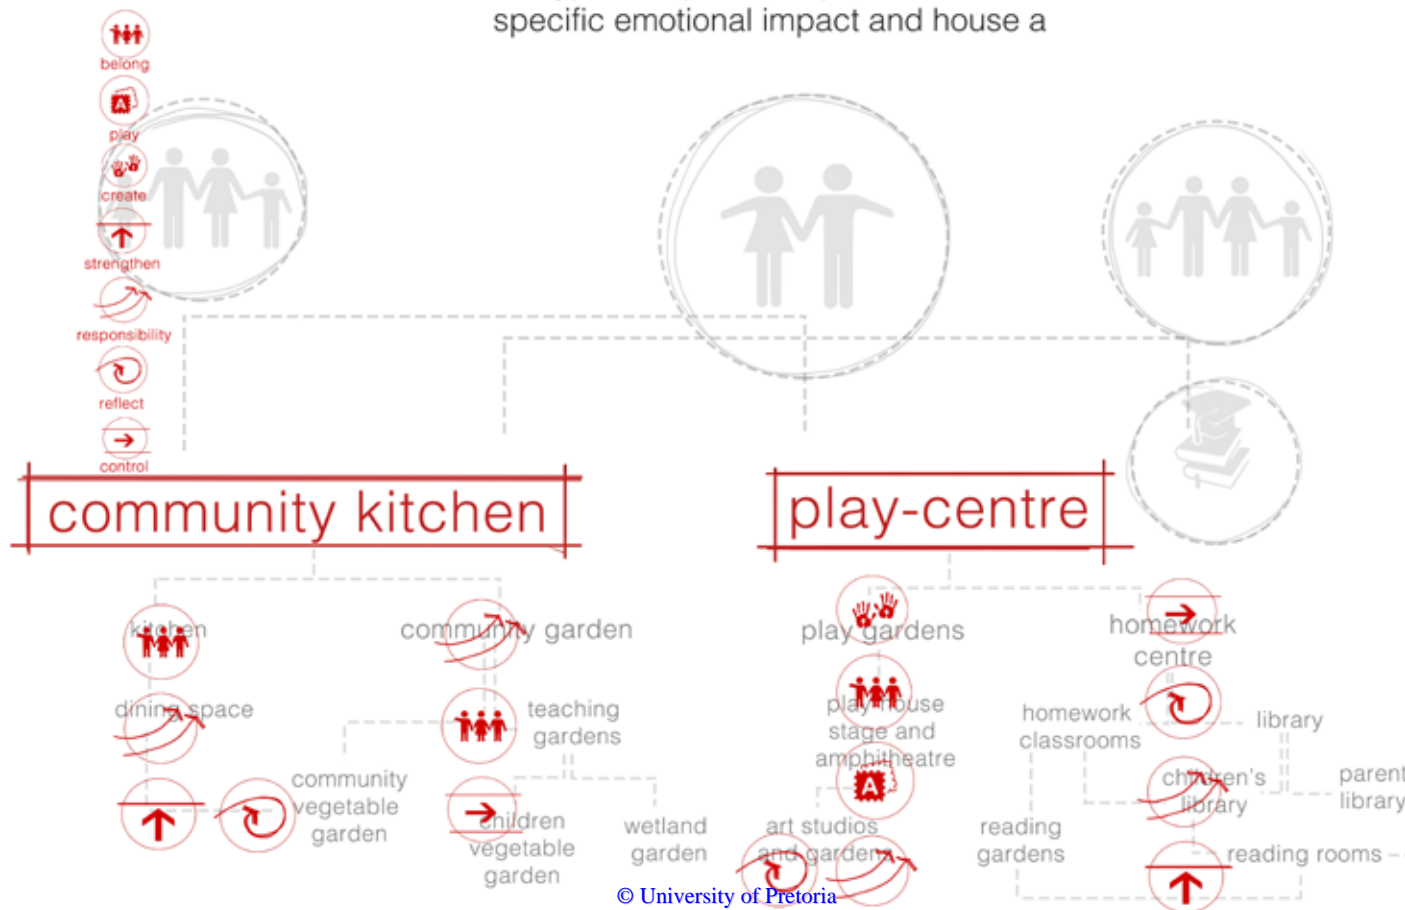 specific emotional impact and house a
belong
A
play
create
strengthen
responsibility
reflect
control
community kitchen
play-centre
kitchen
dining space
community garden
teaching
gardens
community
vegetable
garden
children
vegetable
garden
wetland
garden
play gardens
play house
stage and
amphitheatre
A
art studios
and gardens
homework
centre
homework
classrooms
library
children's
library
parent
library
reading
gardens
reading rooms
© University of Pretoria